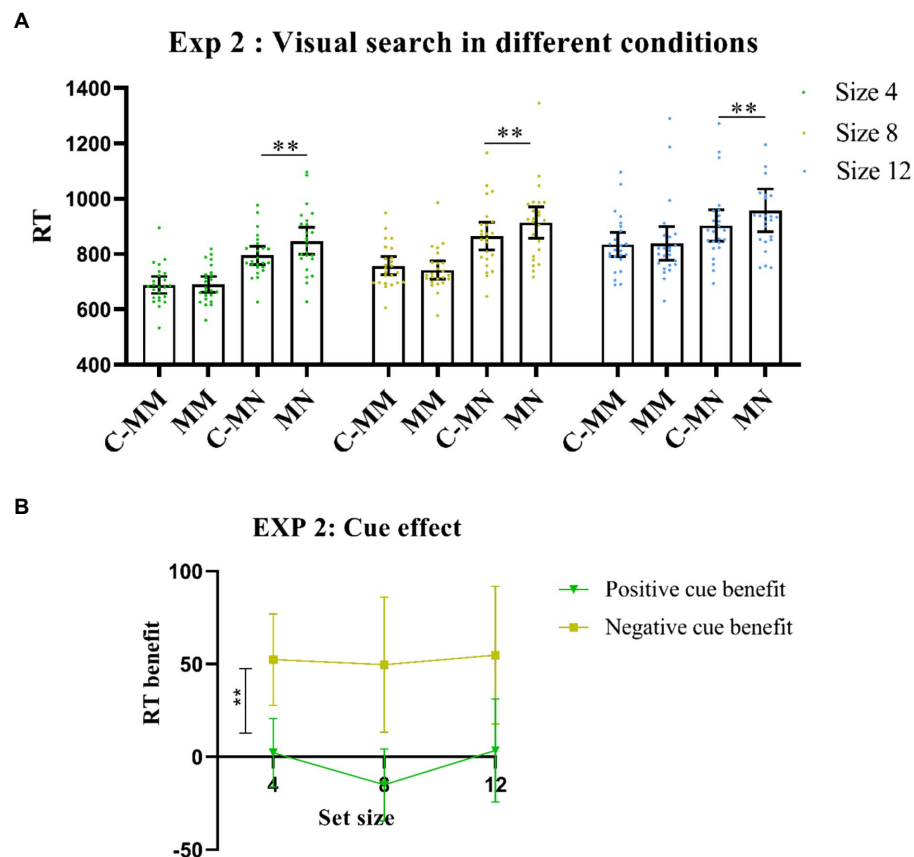 A
Exp 2 : Visual search in different conditions
1400
1200
1000
800
600
400
RT
**
**
**
Size 4
Size 8
Size 12
C-MM
MM
C-MN
MN
C-MM
MM
C-MN
MN
C-MM
MM
C-MN
MN
B
EXP 2: Cue effect
100
50
0
-50
RT benefit
**
4
8
12
Set size
Positive cue benefit
Negative cue benefit